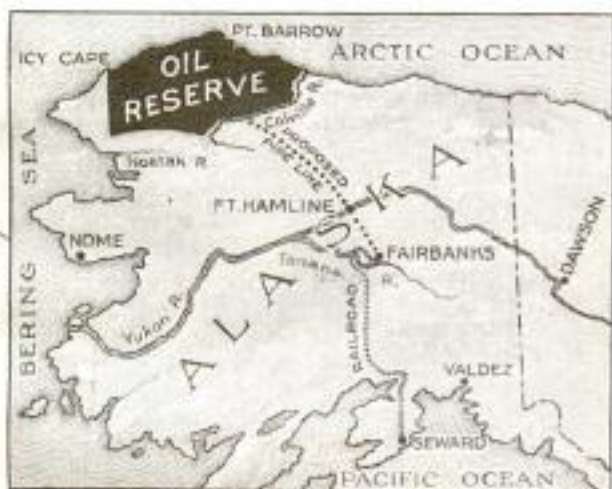 PT. BARROW
ARCTIC OCEAN
ICY CAPE
OIL
RESERVE
Colville R.
PROPOSED
PIPE LINE
NOATAK R.
BERING SEA
FT. HAMLINE
NOME
FAIRBANKS
DAWSON
Tanana R.
Yukon R.
ALASKA
RAILROAD
VALDEZ
SEWARD
PACIFIC OCEAN